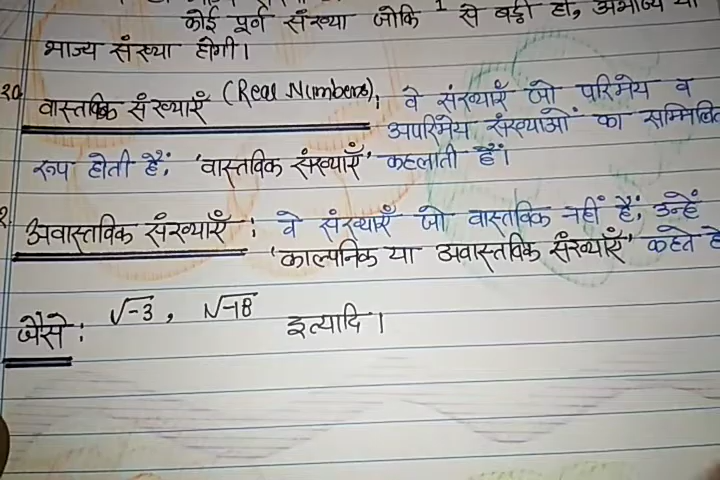 कोई पूर्ण संख्या जोकि 1 से बड़ी हो, अभाज्य या
भाज्य संख्या होगी।
20 वास्तविक संख्याएँ (Real Numbers); वे संख्याएँ जो परिमेय व
अपरिमेय संख्याओं का सम्मिलित
रूप होती हैं; 'वास्तविक संख्याएँ' कहलाती हैं।
अवास्तविक संख्याएँ : वे संख्याएँ जो वास्तविक नहीं हैं; उन्हें
'काल्पनिक या अवास्तविक संख्याएँ' कहते है
जैसे : √-3 , √-18 इत्यादि।